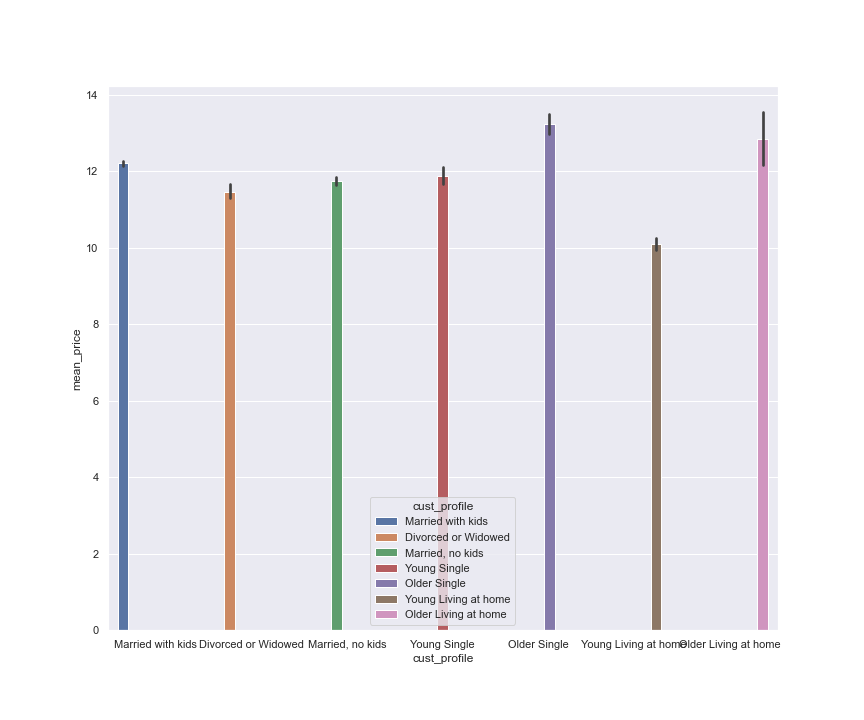 14
12
10
8
6
4
2
0
mean_price
cust_profile
Married with kids
Divorced or Widowed
Married, no kids
Young Single
Older Single
Young Living at home
Older Living at home
Married with kids Divorced or Widowed Married, no kids Young Single Older Single Young Living at home Older Living at home
cust_profile